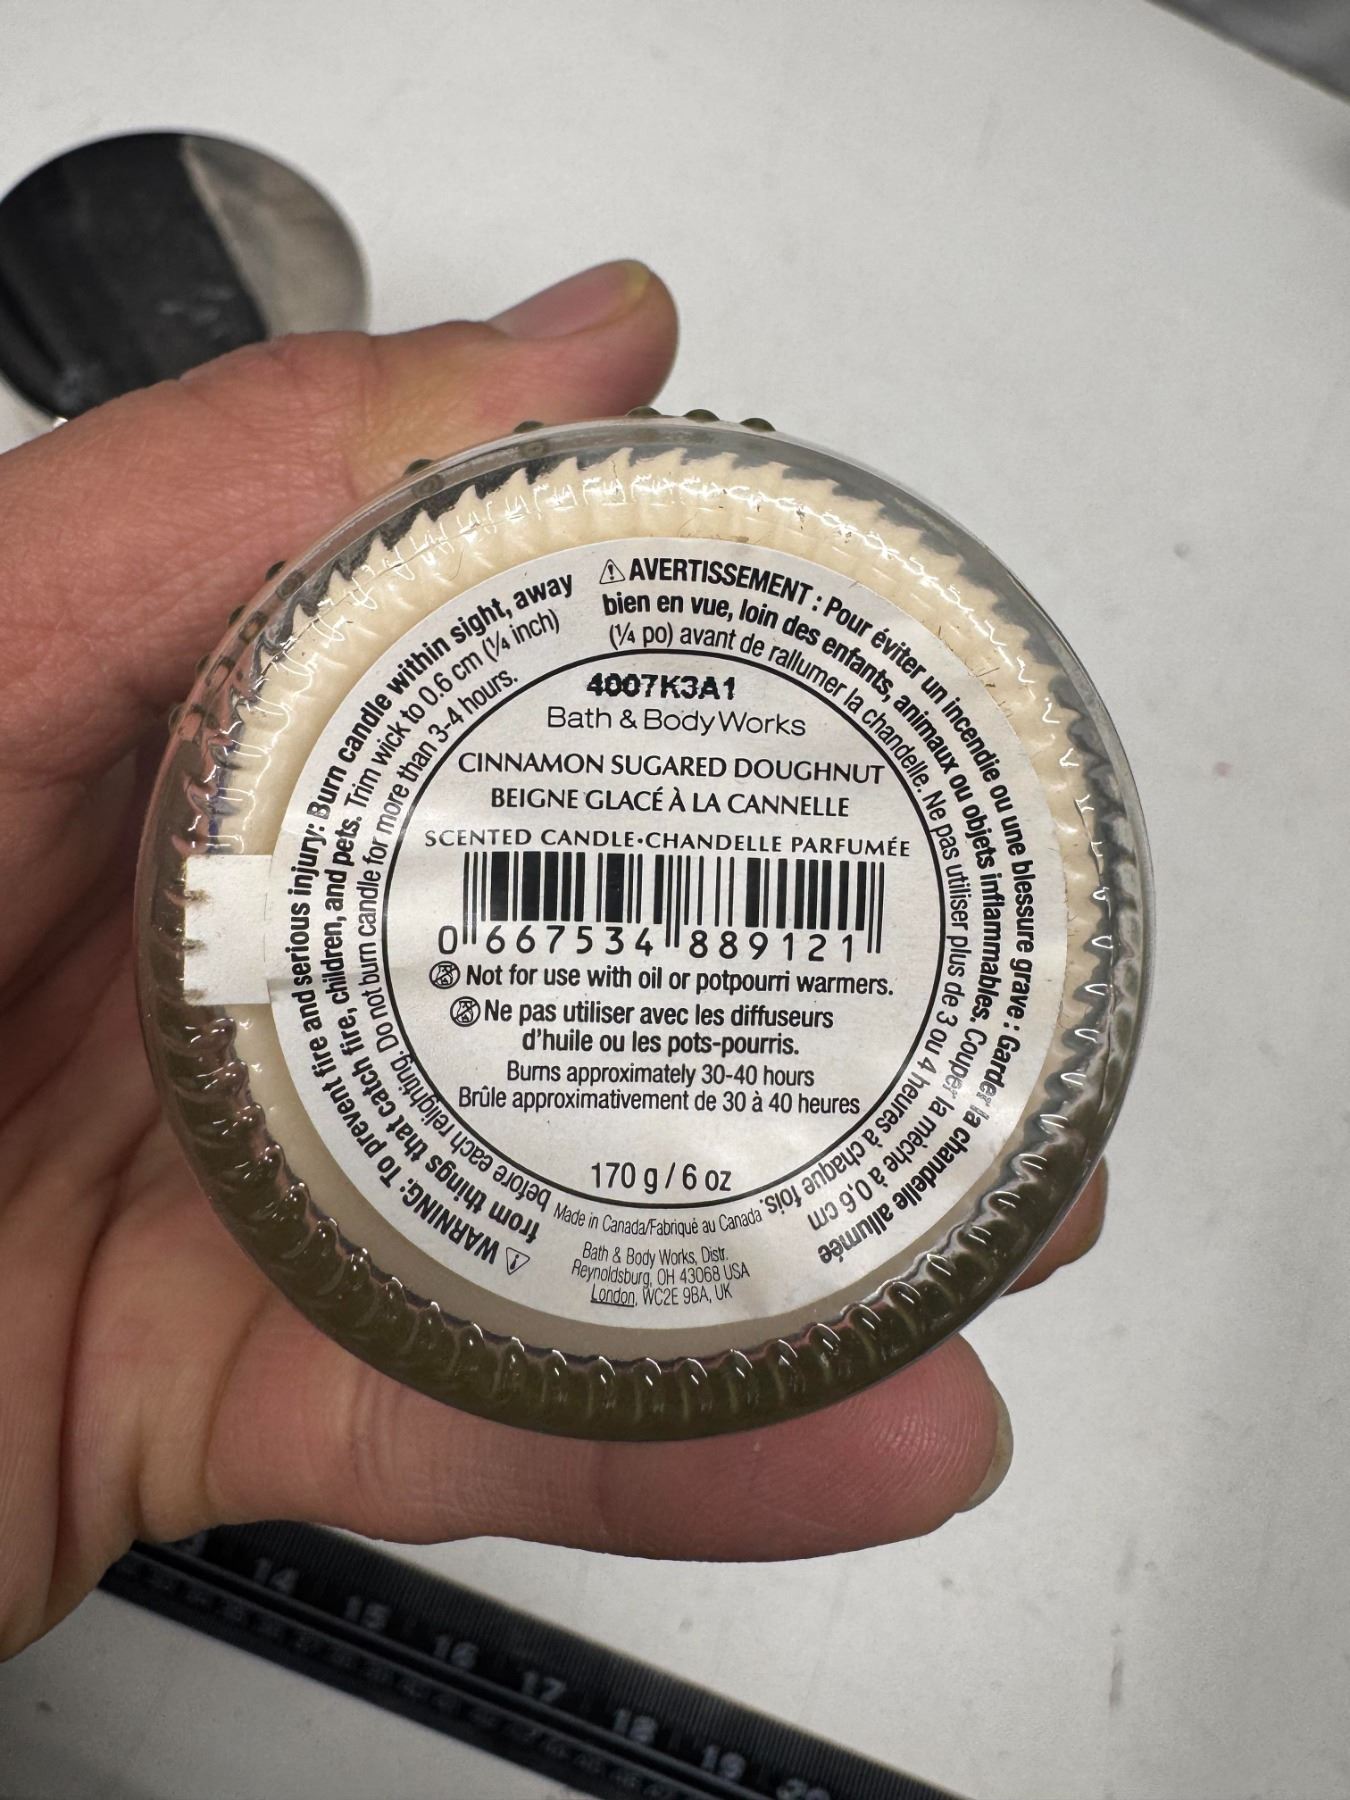 ⚠ WARNING: To prevent fire and serious injury: Burn candle within sight, away
from things that catch fire, children, and pets. Trim wick to 0.6 cm (¼ inch)
before each relighting. Do not burn candle for more than 3-4 hours.
⚠ AVERTISSEMENT : Pour éviter un incendie ou une blessure grave : Garder la chandelle allumée
bien en vue, loin des enfants, animaux ou objets inflammables. Couper la mèche à 0,6 cm
(¼ po) avant de rallumer la chandelle. Ne pas utiliser plus de 3 ou 4 heures à chaque fois.
4007K3A1
Bath & Body Works
CINNAMON SUGARED DOUGHNUT
BEIGNE GLACÉ À LA CANNELLE
SCENTED CANDLE•CHANDELLE PARFUMÉE
0 667534 889121
Not for use with oil or potpourri warmers.
Ne pas utiliser avec les diffuseurs
d'huile ou les pots-pourris.
Burns approximately 30-40 hours
Brûle approximativement de 30 à 40 heures
170 g / 6 oz
Made in Canada/Fabriqué au Canada
Bath & Body Works, Distr.
Reynoldsburg, OH 43068 USA
London, WC2E 9BA, UK
14 15 16 17 18 19 20